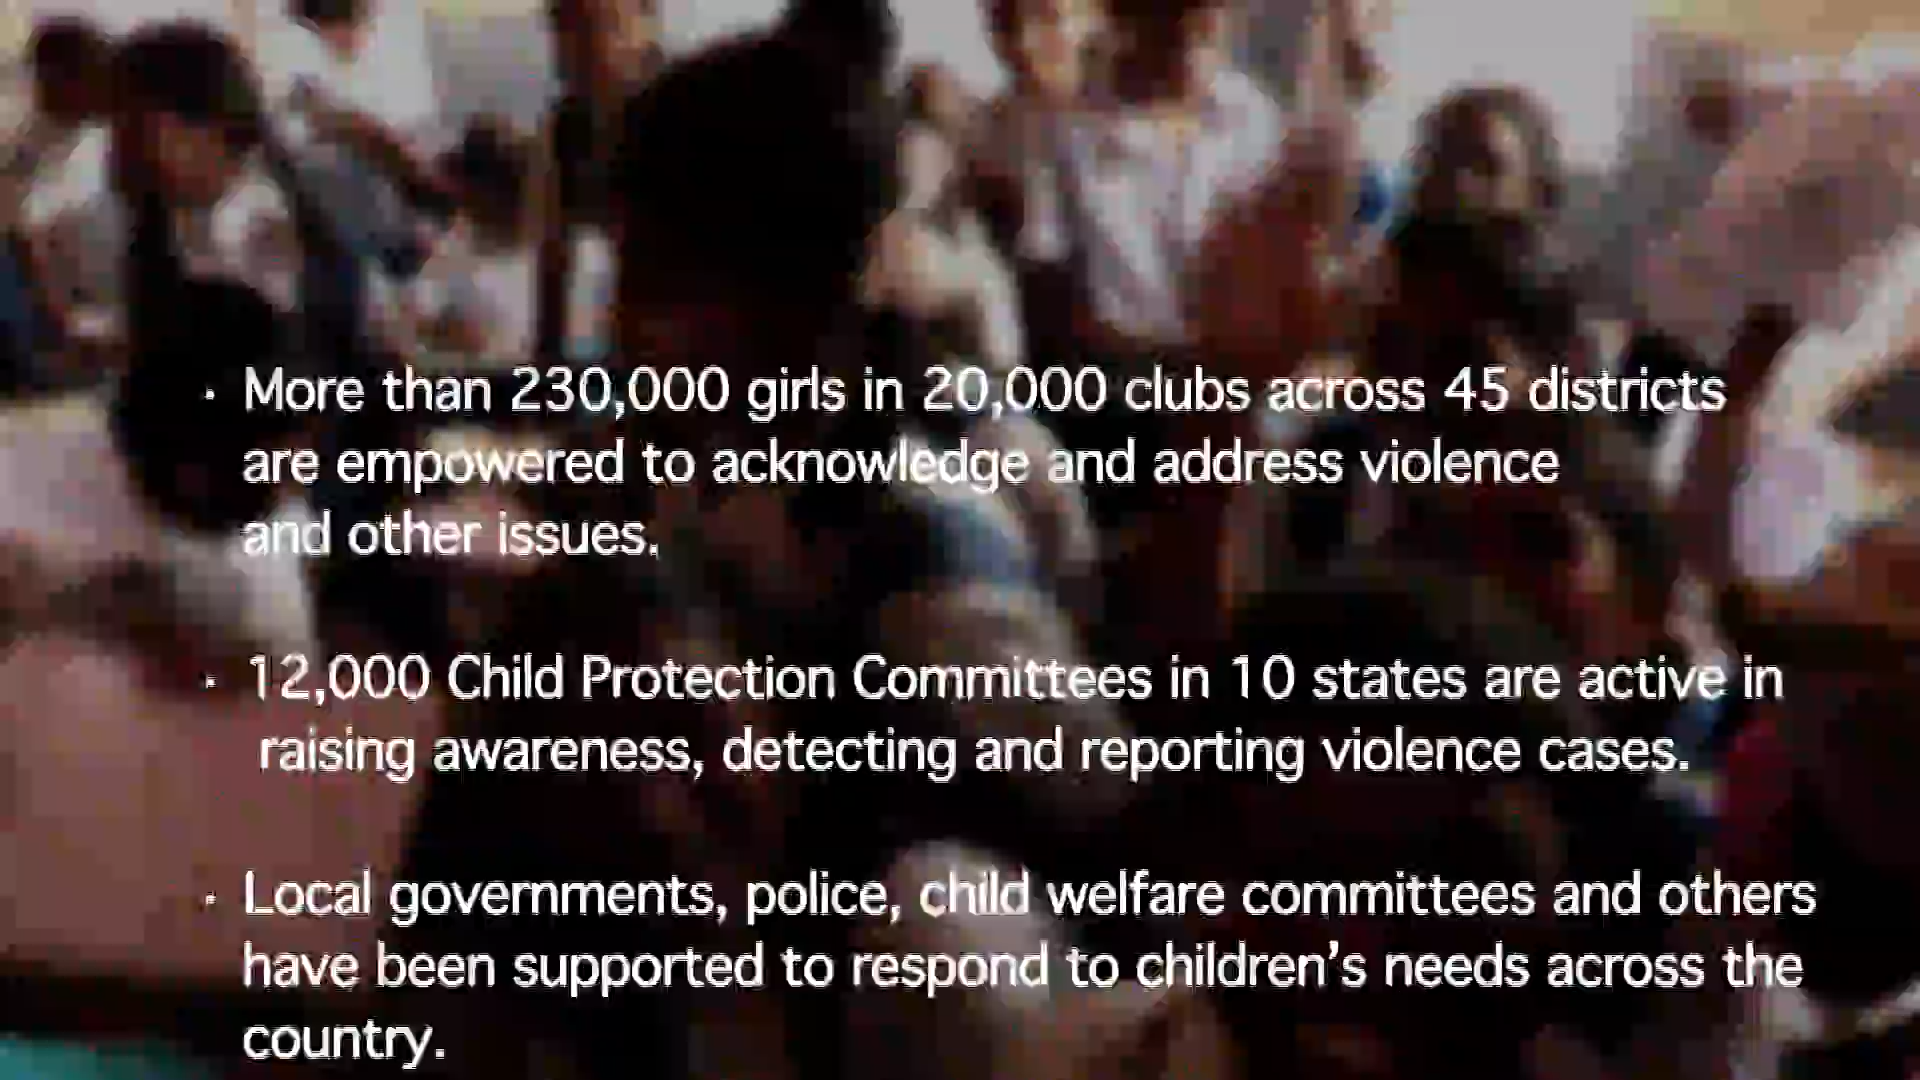 · More than 230,000 girls in 20,000 clubs across 45 districts
are empowered to acknowledge and address violence
and other issues.
· 12,000 Child Protection Committees in 10 states are active in
raising awareness, detecting and reporting violence cases.
· Local governments, police, child welfare committees and others
have been supported to respond to children’s needs across the
country.